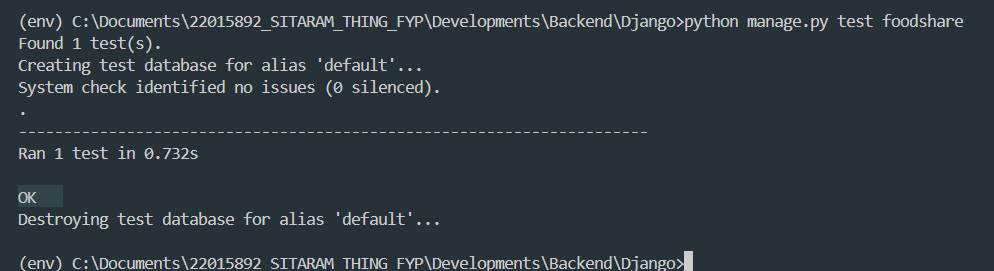 (env) C:\Documents\22015892_SITARAM_THING_FYP\Developments\Backend\Django>python manage.py test foodshare
Found 1 test(s).
Creating test database for alias 'default'...
System check identified no issues (0 silenced).
.
----------------------------------------------------------------------
Ran 1 test in 0.732s
OK
Destroying test database for alias 'default'...
(env) C:\Documents\22015892_SITARAM_THING_FYP\Developments\Backend\Django>